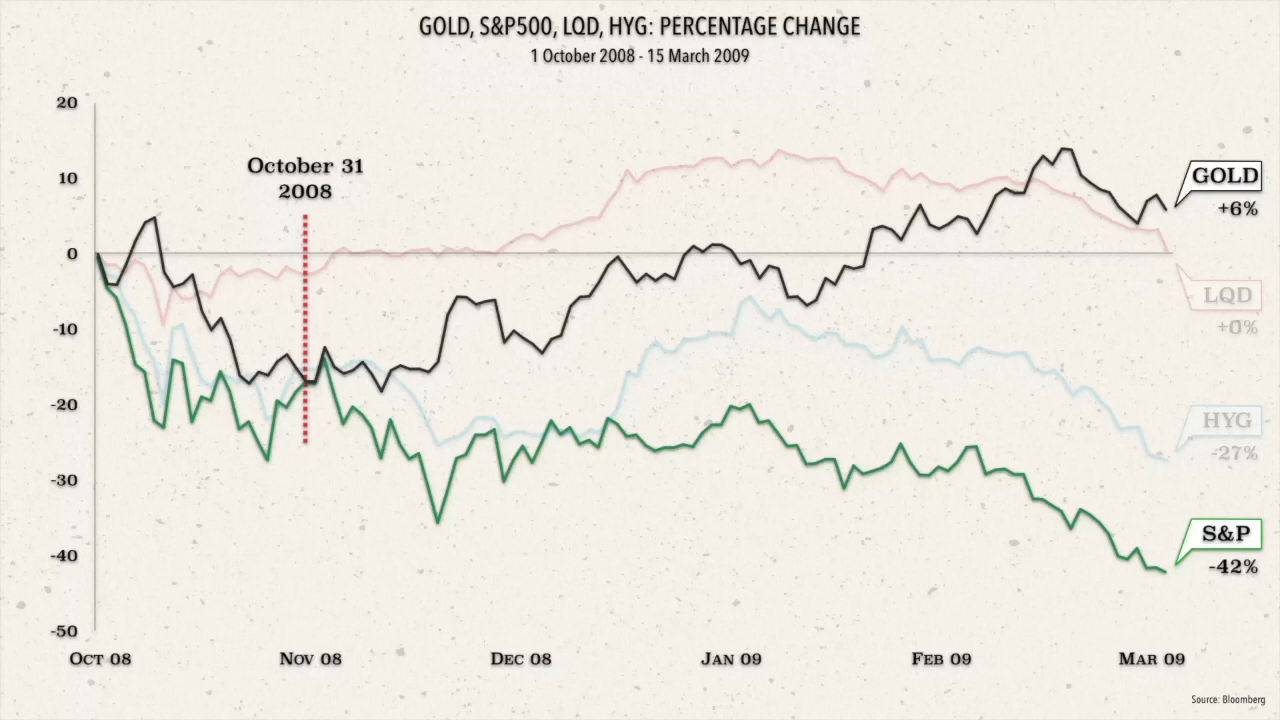 GOLD, S&P500, LQD, HYG: PERCENTAGE CHANGE
1 October 2008 - 15 March 2009
20
10
0
-10
-20
-30
-40
-50
October 31
2008
GOLD
+6%
LQD
+0%
HYG
-27%
S&P
-42%
OCT 08
NOV 08
DEC 08
JAN 09
FEB 09
MAR 09
Source: Bloomberg